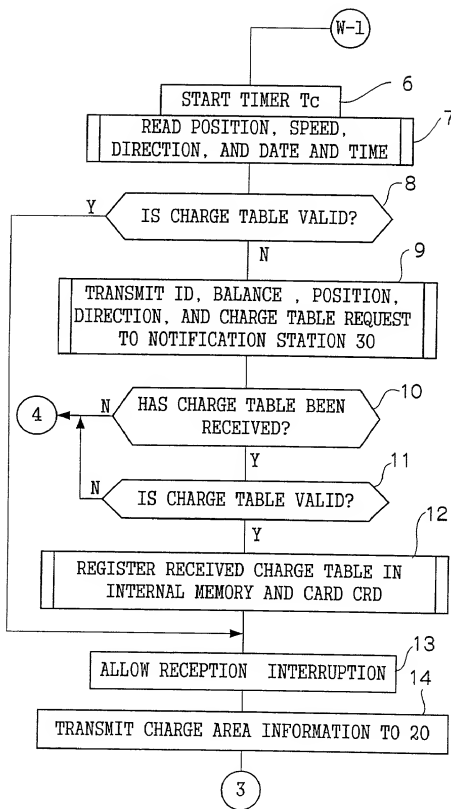 W-1
6
START TIMER Tc
7
READ POSITION, SPEED,
DIRECTION, AND DATE AND TIME
8
Y
IS CHARGE TABLE VALID?
N
9
TRANSMIT ID, BALANCE , POSITION,
DIRECTION, AND CHARGE TABLE REQUEST
TO NOTIFICATION STATION 30
10
4
N
HAS CHARGE TABLE BEEN
RECEIVED?
Y
11
N
IS CHARGE TABLE VALID?
Y
12
REGISTER RECEIVED CHARGE TABLE IN
INTERNAL MEMORY AND CARD CRD
13
ALLOW RECEPTION INTERRUPTION
14
TRANSMIT CHARGE AREA INFORMATION TO 20
3